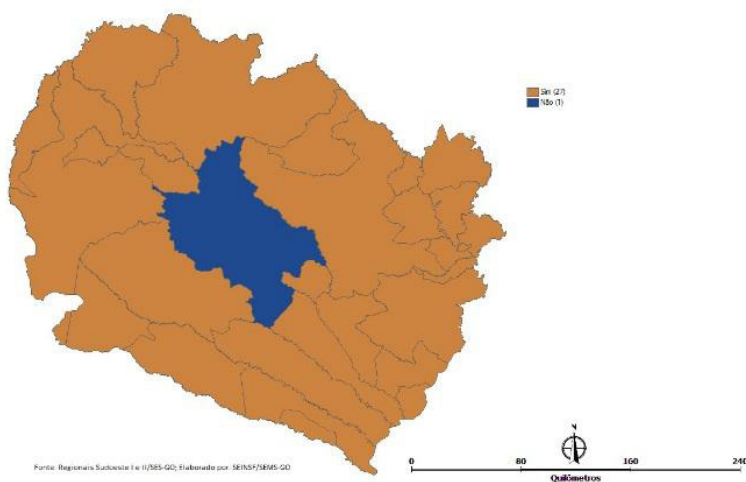 Sim (27)
Não (1)
N
Fonte: Regionais Sudoeste I e II/SES-GO; Elaborado por: SEINSF/SEMS-GO
0 80 160 240
Quilômetros